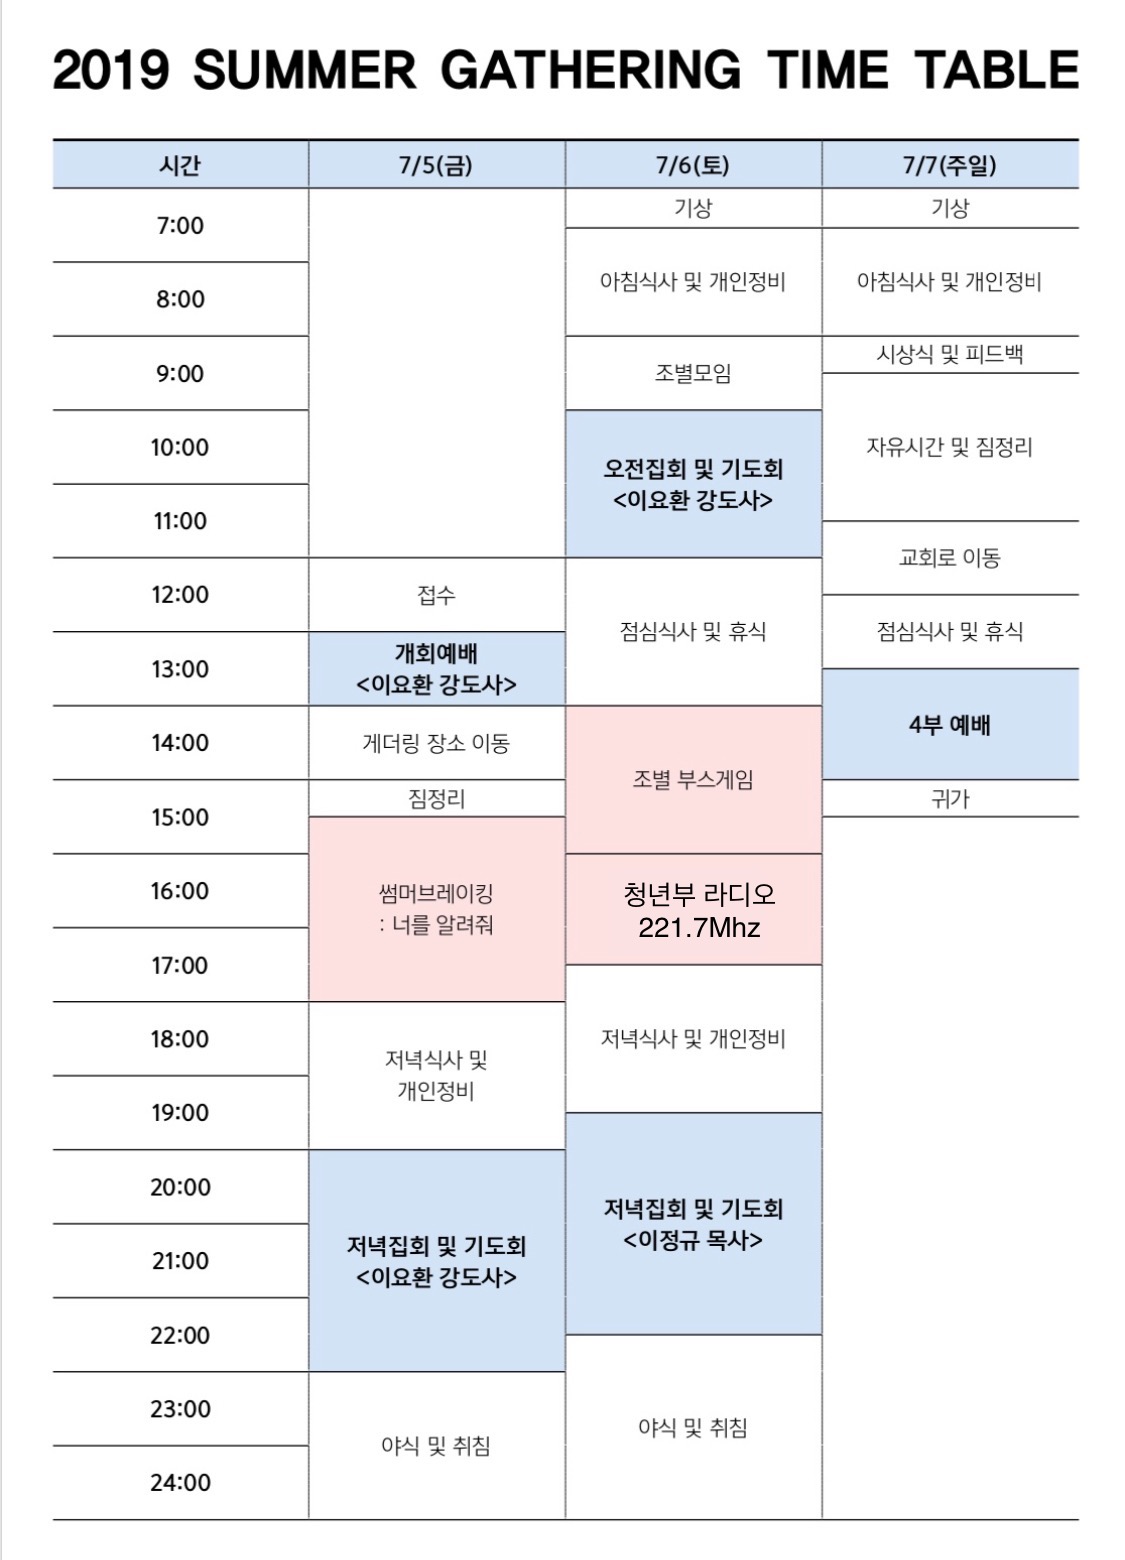 2019 SUMMER GATHERING TIME TABLE
시간 7/5(금) 7/6(토) 7/7(주일)
7:00
기상
기상
8:00
아침식사 및 개인정비
아침식사 및 개인정비
9:00
조별모임
시상식 및 피드백
10:00
오전집회 및 기도회
<이요환 강도사>
자유시간 및 짐정리
11:00
교회로 이동
12:00
접수
점심식사 및 휴식
점심식사 및 휴식
13:00
개회예배
<이요환 강도사>
4부 예배
14:00
게더링 장소 이동
조별 부스게임
15:00
짐정리
귀가
16:00
썸머브레이킹
: 너를 알려줘
청년부 라디오
221.7Mhz
17:00
18:00
저녁식사 및
개인정비
저녁식사 및 개인정비
19:00
20:00
저녁집회 및 기도회
<이요환 강도사>
저녁집회 및 기도회
<이정규 목사>
21:00
22:00
23:00
야식 및 취침
야식 및 취침
24:00